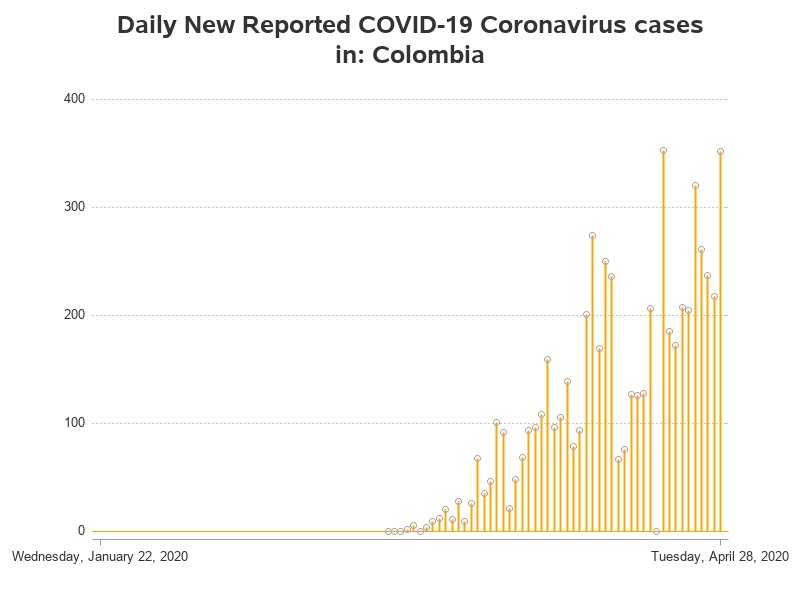 Daily New Reported COVID-19 Coronavirus cases
in: Colombia
400
300
200
100
0
Wednesday, January 22, 2020
Tuesday, April 28, 2020